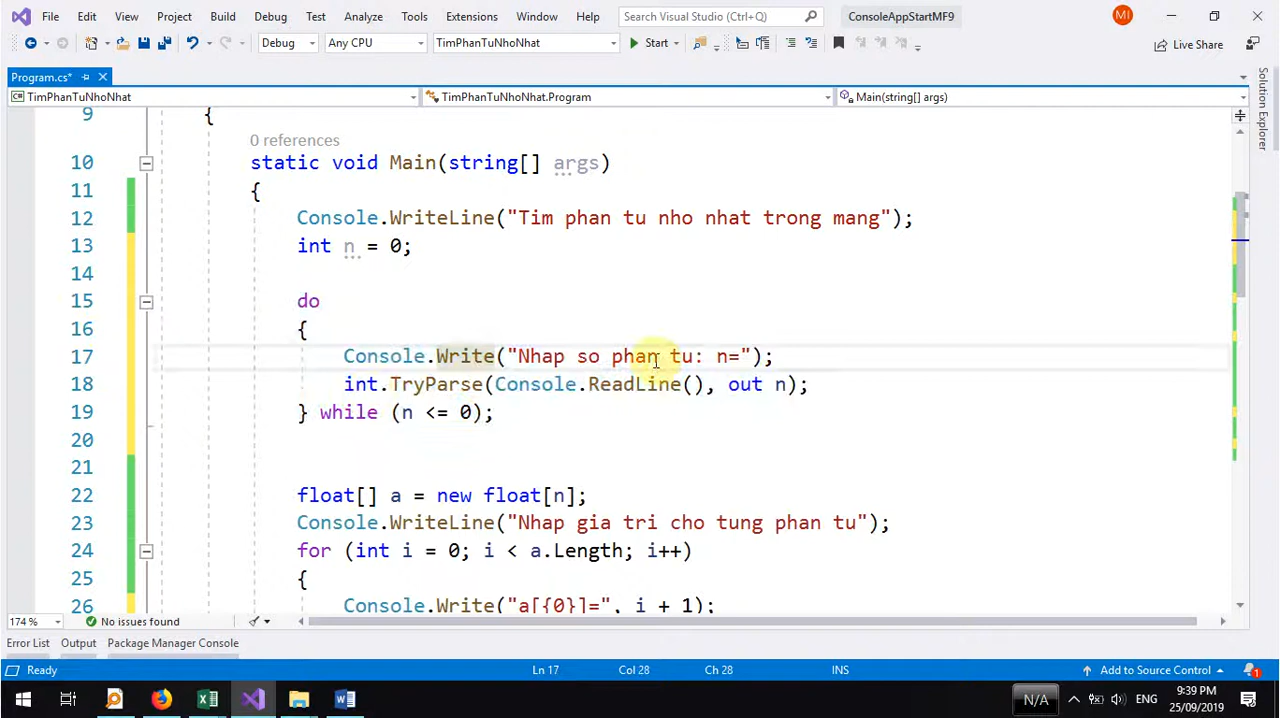 File Edit View Project Build Debug Test Analyze Tools Extensions Window Help Search Visual Studio (Ctrl+Q) ConsoleAppStartMF9 MI
Debug Any CPU TimPhanTuNhoNhat Start Live Share
Program.cs*
TimPhanTuNhoNhat TimPhanTuNhoNhat.Program Main(string[] args)
Solution Explorer
9 {
0 references
10 static void Main(string[] args)
11 {
12 Console.WriteLine("Tim phan tu nho nhat trong mang");
13 int n = 0;
14
15 do
16 {
17 Console.Write("Nhap so phan tu: n=");
18 int.TryParse(Console.ReadLine(), out n);
19 } while (n <= 0);
20
21
22 float[] a = new float[n];
23 Console.WriteLine("Nhap gia tri cho tung phan tu");
24 for (int i = 0; i < a.Length; i++)
25 {
26 Console.Write("a[{0}]=", i + 1);
174 % No issues found
Error List Output Package Manager Console
Ready Ln 17 Col 28 Ch 28 INS Add to Source Control 1
N/A ENG 9:39 PM
25/09/2019